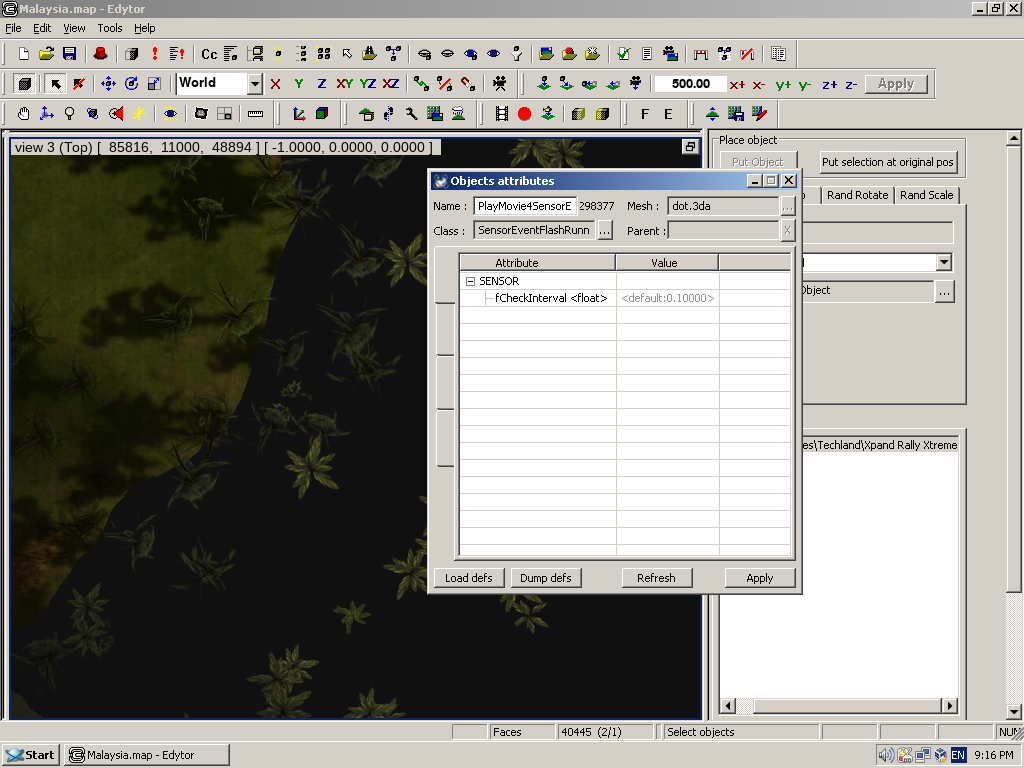 Malaysia.map - Edytor
File Edit View Tools Help
Cc
World X Y Z XY YZ XZ 500.00 x+ x- y+ y- z+ z- Apply
F E
view 3 (Top) [ 85816, 11000, 48894 ] [ -1.0000, 0.0000, 0.0000 ]
Place object
Put Object Put selection at original pos
Rand Rotate Rand Scale
Object ...
es\Techland\Xpand Rally Xtreme
Objects attributes
Name : PlayMovie4SensorE 298377 Mesh : dot.3da ...
Class : SensorEventFlashRunn ... Parent : X
Attribute Value
SENSOR
fCheckInterval <float> <default:0.10000>
Load defs Dump defs Refresh Apply
Faces 40445 (2/1) Select objects NUM
Start Malaysia.map - Edytor EN 9:16 PM